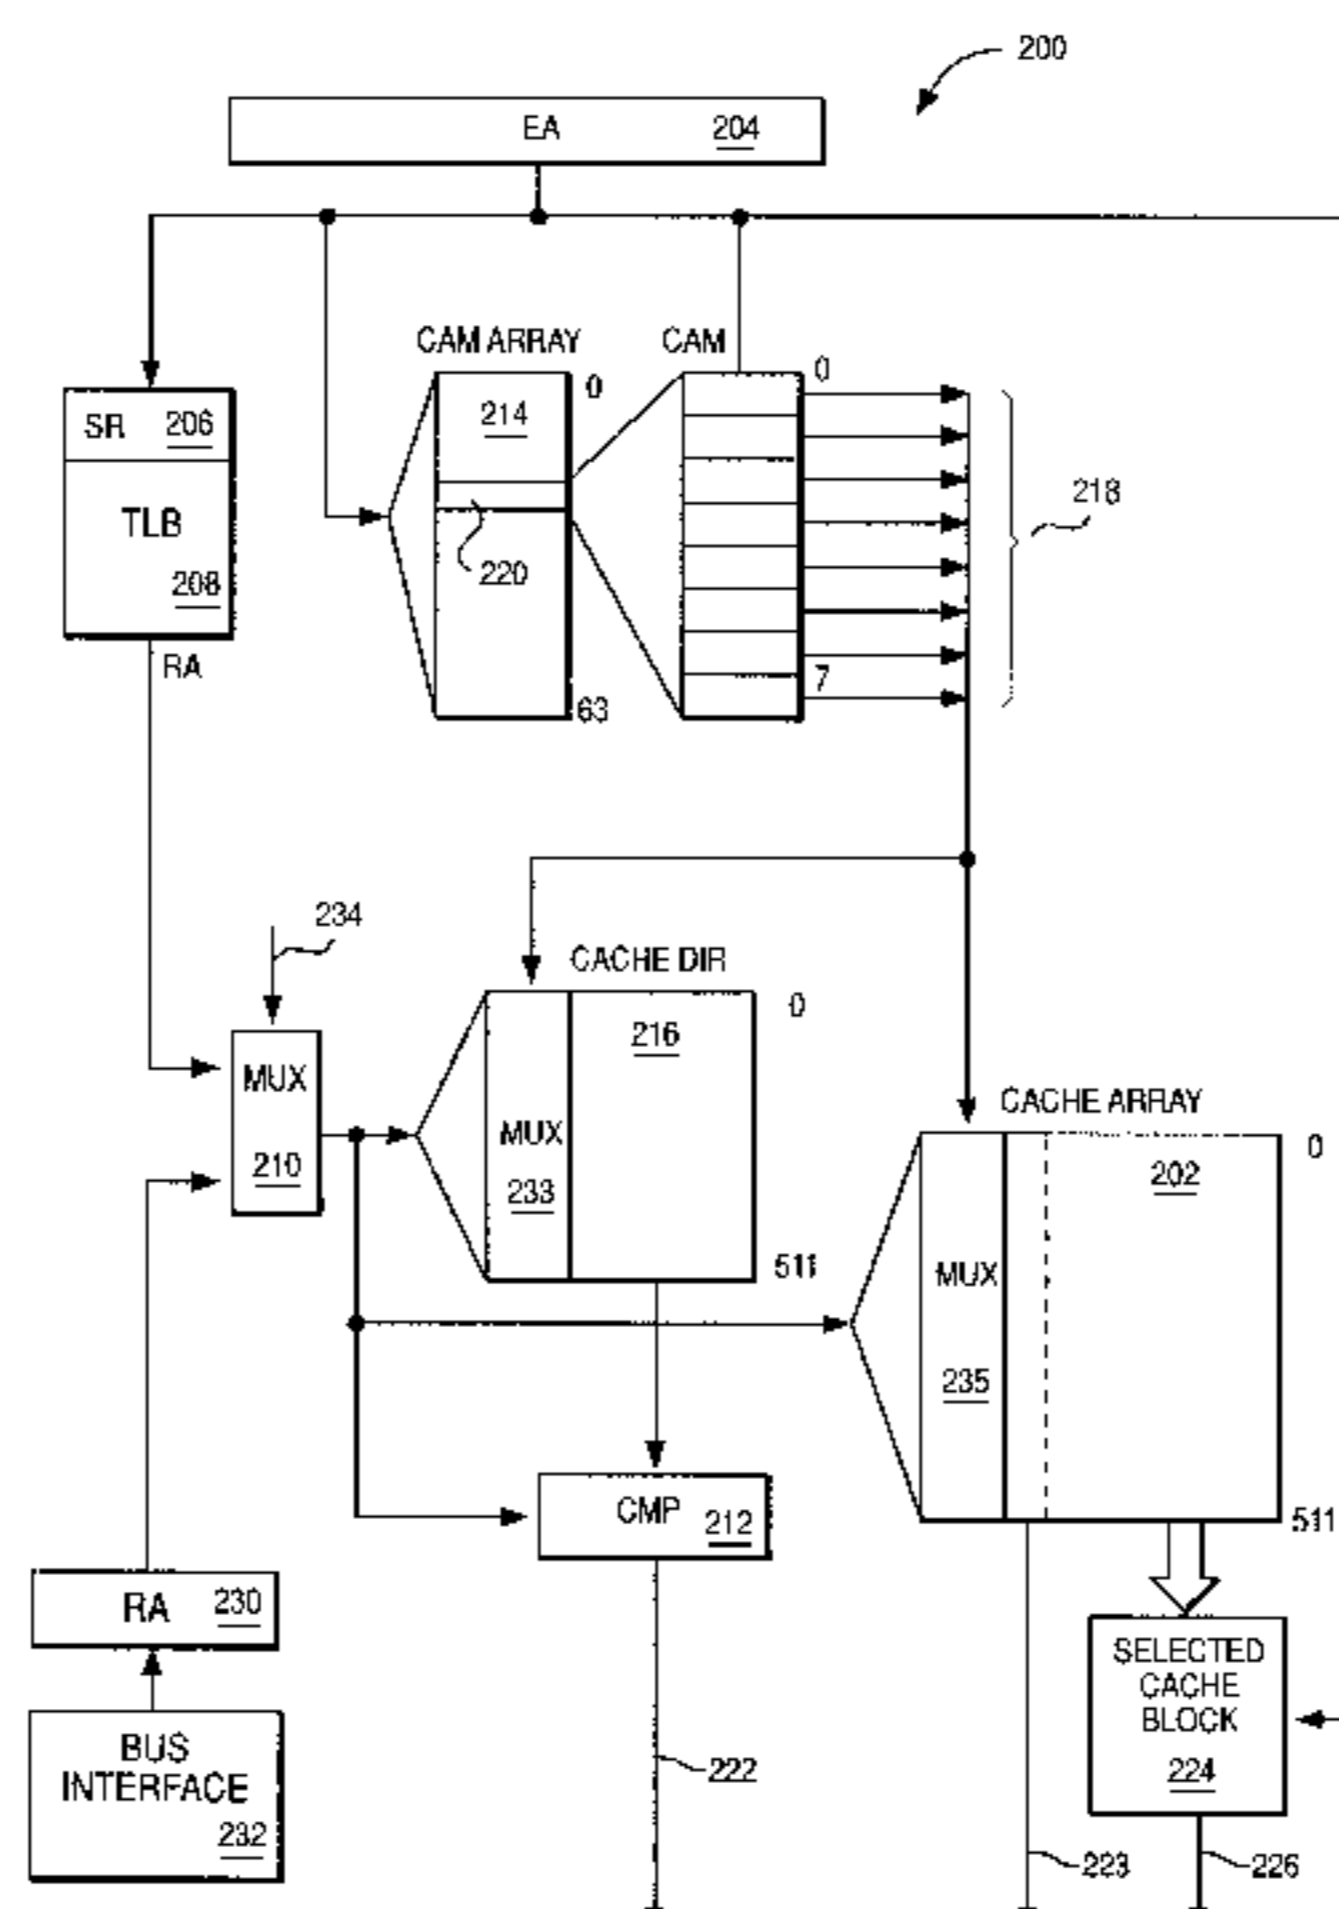 200
EA 204
CAM ARRAY
CAM
0
0
214
SR 206
TLB
208
220
218
RA
7
63
234
CACHE DIR
0
216
MUX
210
MUX
233
CACHE ARRAY
0
202
511
MUX
235
CMP 212
511
RA 230
SELECTED
CACHE
BLOCK
224
BUS
INTERFACE
232
222
223
226